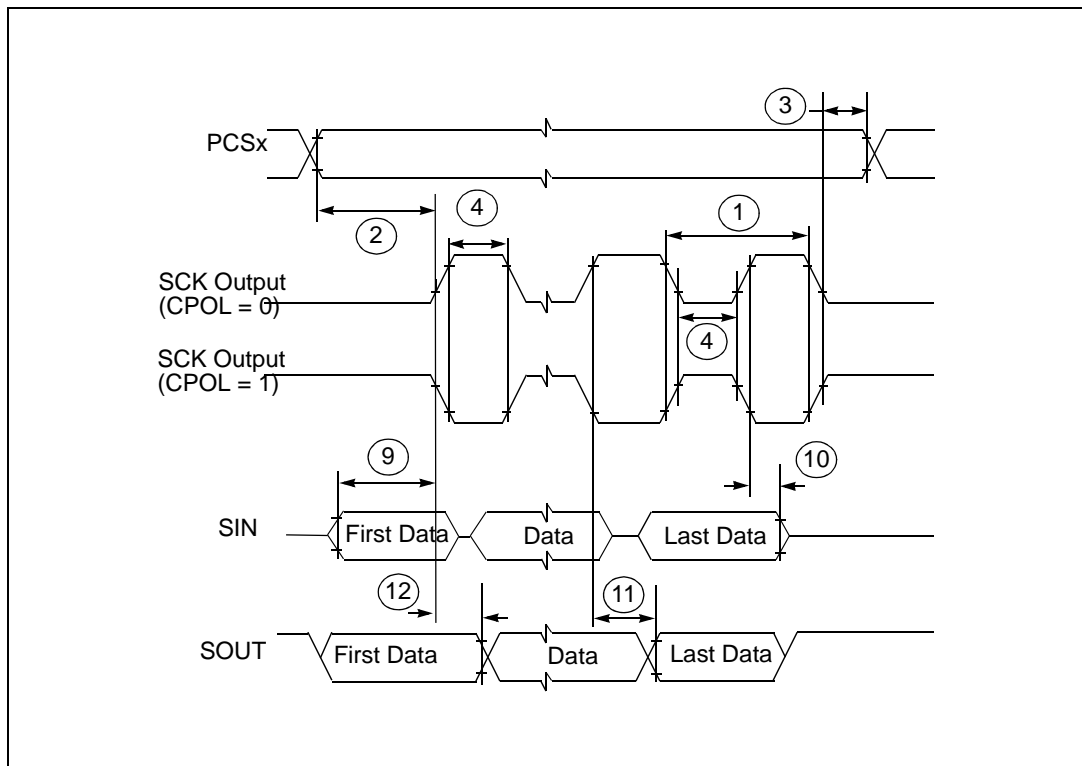 3
PCSx
2
4
1
SCK Output
(CPOL = 0)
4
SCK Output
(CPOL = 1)
9
10
SIN
First Data
Data
Last Data
12
11
SOUT
First Data
Data
Last Data